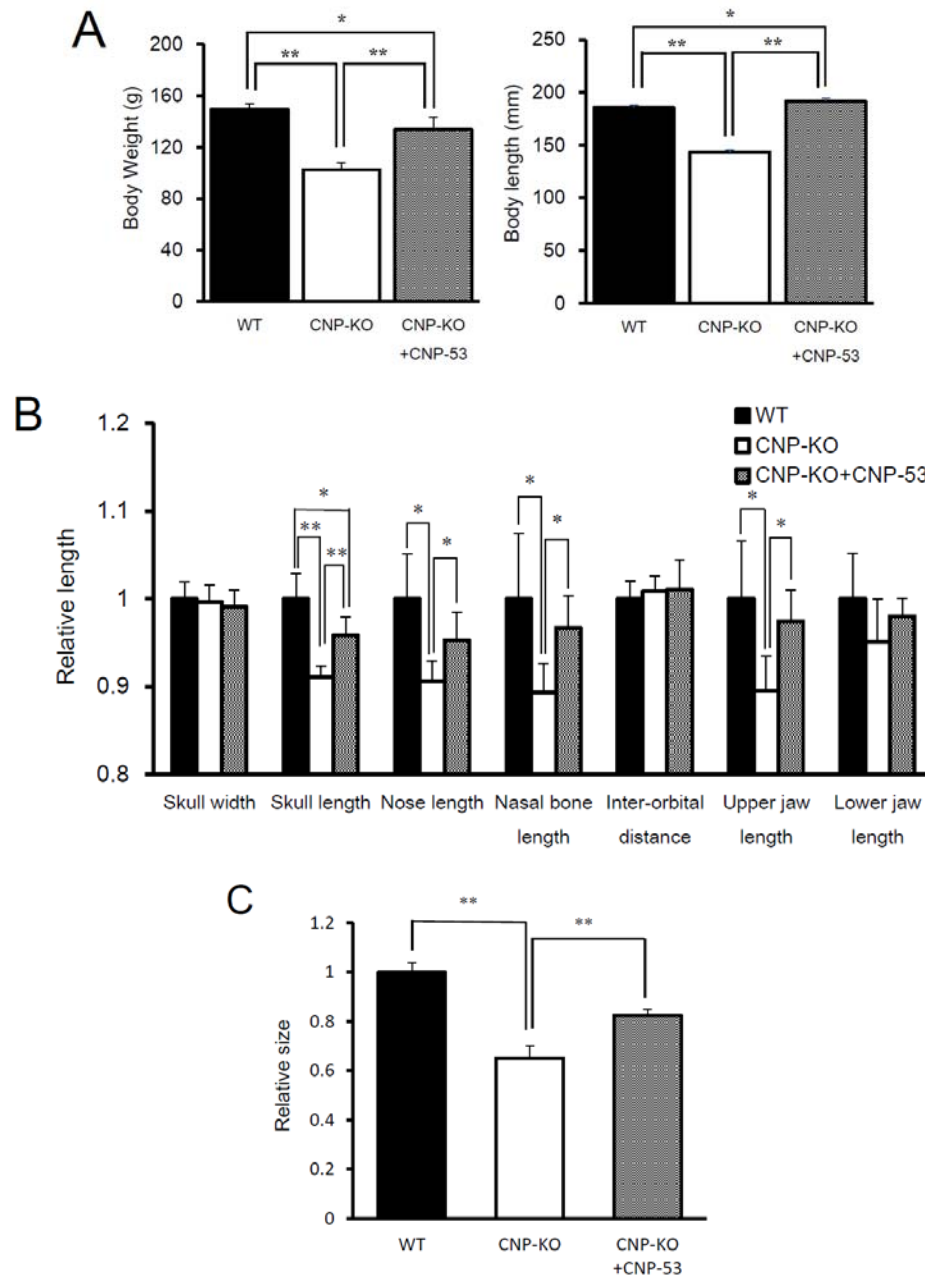 A
Body Weight (g)
200
160
120
80
40
0
*
**
**
WT
CNP-KO
CNP-KO
+CNP-53
Body length (mm)
250
200
150
100
50
0
*
**
**
WT
CNP-KO
CNP-KO
+CNP-53
B
Relative length
1.2
1.1
1
0.9
0.8
WT
CNP-KO
CNP-KO+CNP-53
*
**
**
*
*
*
*
*
*
Skull width
Skull length
Nose length
Nasal bone
length
Inter-orbital
distance
Upper jaw
length
Lower jaw
length
C
Relative size
1.2
1
0.8
0.6
0.4
0.2
0
**
**
WT
CNP-KO
CNP-KO
+CNP-53